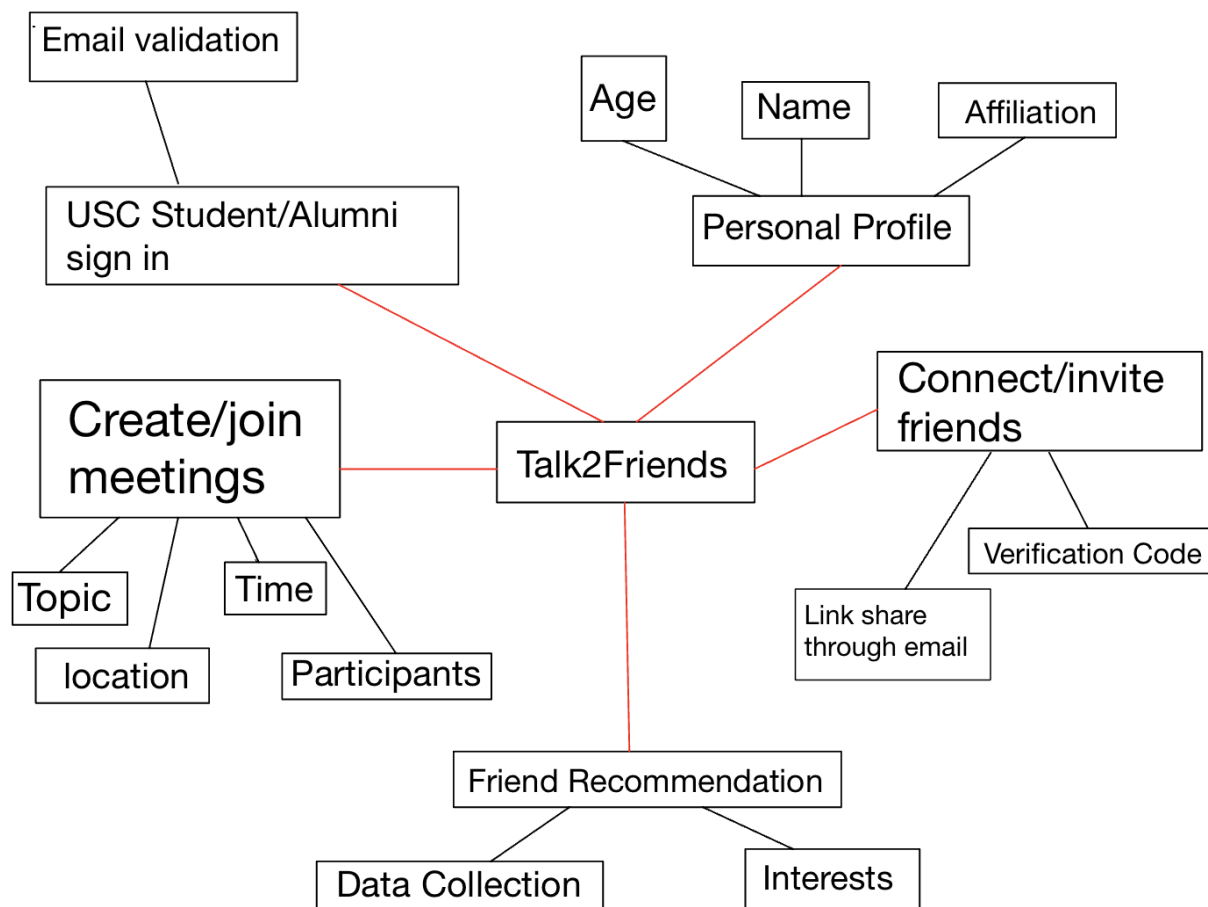 Email validation
Age
Name
Affiliation
USC Student/Alumni
sign in
Personal Profile
Connect/invite
friends
Create/join
meetings
Talk2Friends
Verification Code
Topic
Time
Link share
through email
location
Participants
Friend Recommendation
Data Collection
Interests